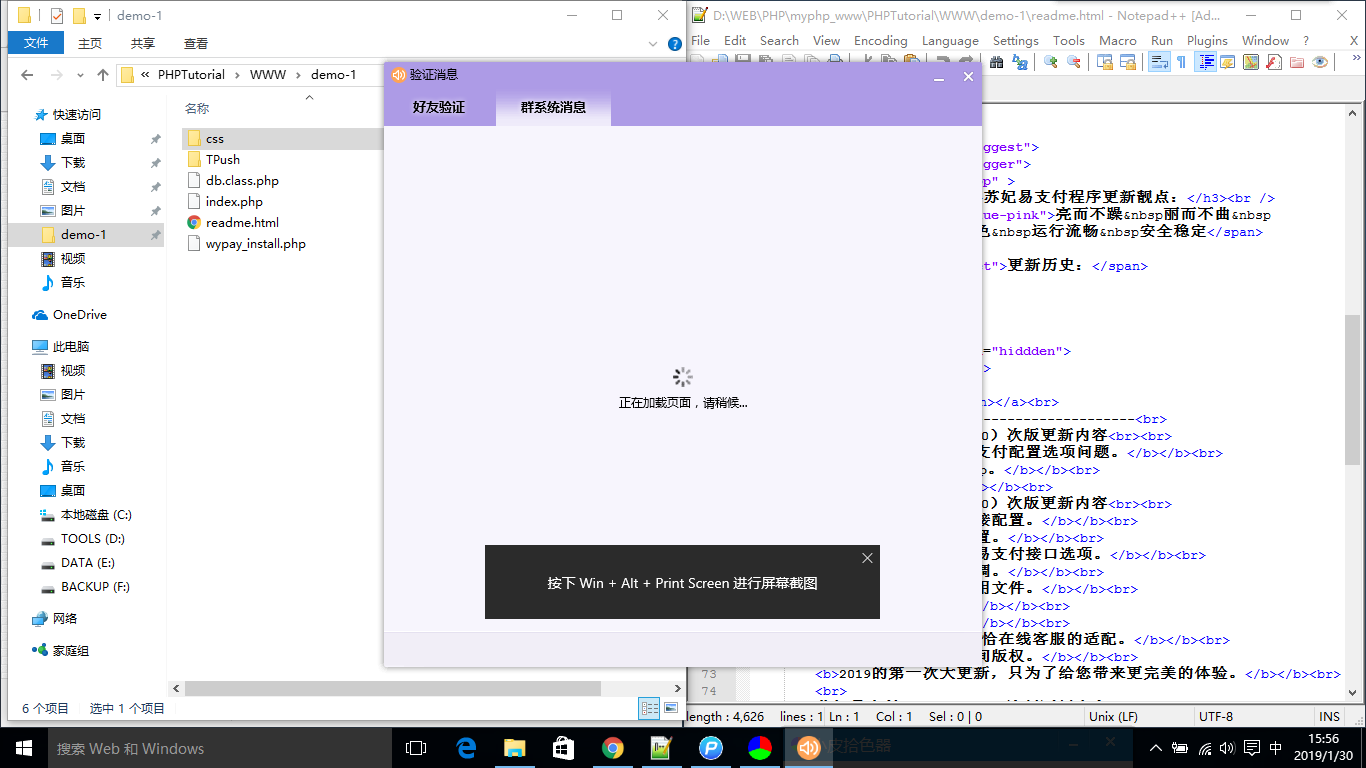 demo-1
文件
主页
共享
查看
« PHPTutorial › WWW › demo-1
快速访问
桌面
下载
文档
图片
demo-1
视频
音乐
OneDrive
此电脑
视频
图片
文档
下载
音乐
桌面
本地磁盘 (C:)
TOOLS (D:)
DATA (E:)
BACKUP (F:)
网络
家庭组
名称
css
TPush
db.class.php
index.php
readme.html
wypay_install.php
6 个项目 选中 1 个项目
验证消息
好友验证
群系统消息
正在加载页面，请稍候...
按下 Win + Alt + Print Screen 进行屏幕截图
D:\WEB\PHP\myphp_www\PHPTutorial\WWW\demo-1\readme.html - Notepad++ [Ad...
File Edit Search View Encoding Language Settings Tools Macro Run Plugins Window ? X
ggest">
gger">
p" >
苏妃易支付程序更新靓点：</h3><br />
ue-pink">亮而不躁&nbsp丽而不曲&nbsp
色&nbsp运行流畅&nbsp安全稳定</span>
t">更新历史：</span>
="hiddden">
>
n></a><br>
-----------------------<br>
0）次版更新内容<br><br>
支付配置选项问题。</b></b><br>
。</b></b><br>
></b><br>
0）次版更新内容<br><br>
接配置。</b></b><br>
置。</b></b><br>
易支付接口选项。</b></b><br>
。</b></b><br>
用文件。</b></b><br>
</b></b><br>
</b></b><br>
恰在线客服的适配。</b></b><br>
间版权。</b></b><br>
73 <b>2019的第一次大更新，只为了给您带来更完美的体验。</b></b><br>
74 <br>
length : 4,626 lines : 1 Ln : 1 Col : 1 Sel : 0 | 0 Unix (LF) UTF-8 INS
搜索 Web 和 Windows
皮拾色器
中
15:56
2019/1/30